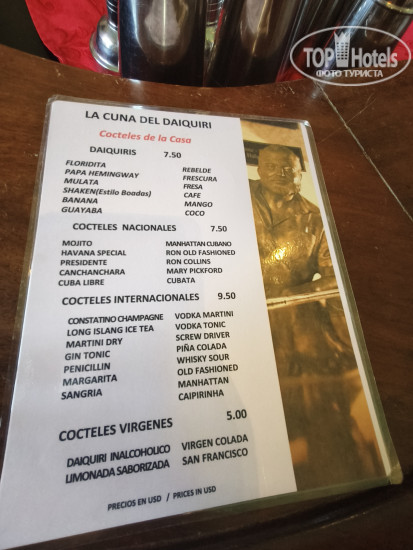 TOPHotels
ФОТО ТУРИСТА
LA CUNA DEL DAIQUIRI
Cocteles de la Casa
DAIQUIRIS 7.50
FLORIDITA REBELDE
PAPA HEMINGWAY FRESCURA
MULATA FRESA
SHAKEN(Estilo Boadas) CAFE
BANANA MANGO
GUAYABA COCO
COCTELES NACIONALES 7.50
MOJITO MANHATTAN CUBANO
HAVANA SPECIAL RON OLD FASHIONED
PRESIDENTE RON COLLINS
CANCHANCHARA MARY PICKFORD
CUBA LIBRE CUBATA
COCTELES INTERNACIONALES 9.50
CONSTATINO CHAMPAGNE VODKA MARTINI
LONG ISLANG ICE TEA VODKA TONIC
MARTINI DRY SCREW DRIVER
GIN TONIC PIÑA COLADA
PENICILLIN WHISKY SOUR
MARGARITA OLD FASHIONED
SANGRIA MANHATTAN
CAIPIRINHA
COCTELES VIRGENES 5.00
DAIQUIRI INALCOHOLICO VIRGEN COLADA
LIMONADA SABORIZADA SAN FRANCISCO
PRECIOS EN USD / PRICES IN USD